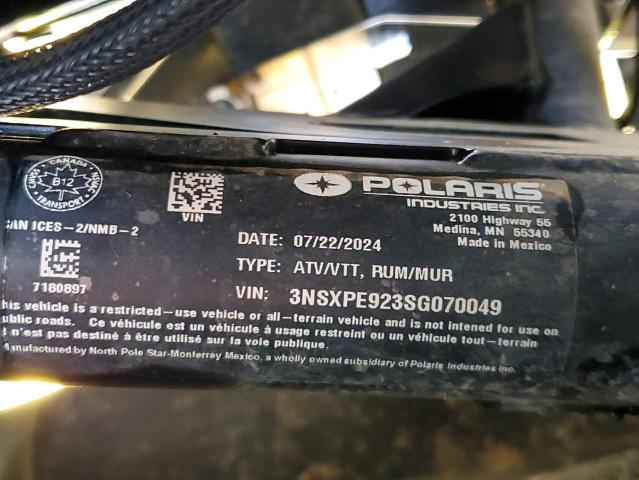 CANADA
B12
TRANSPORT
VIN
POLARIS
INDUSTRIES INC.
2100 Highway 55
Medina, MN 55340
Made in Mexico
CAN ICES-2/NMB-2
7180897
DATE: 07/22/2024
TYPE: ATV/VTT, RUM/MUR
VIN: 3NSXPE923SG070049
his vehicle is a restricted-use vehicle or all-terrain vehicle and is not intended for use on
ublic roads. Ce véhicule est un véhicule à usage restreint ou un véhicule tout-terrain
t n'est pas destiné à être utilisé sur la voie publique.
anufactured by North Pole Star-Monterrey Mexico, a wholly owned subsidiary of Polaris Industries Inc.